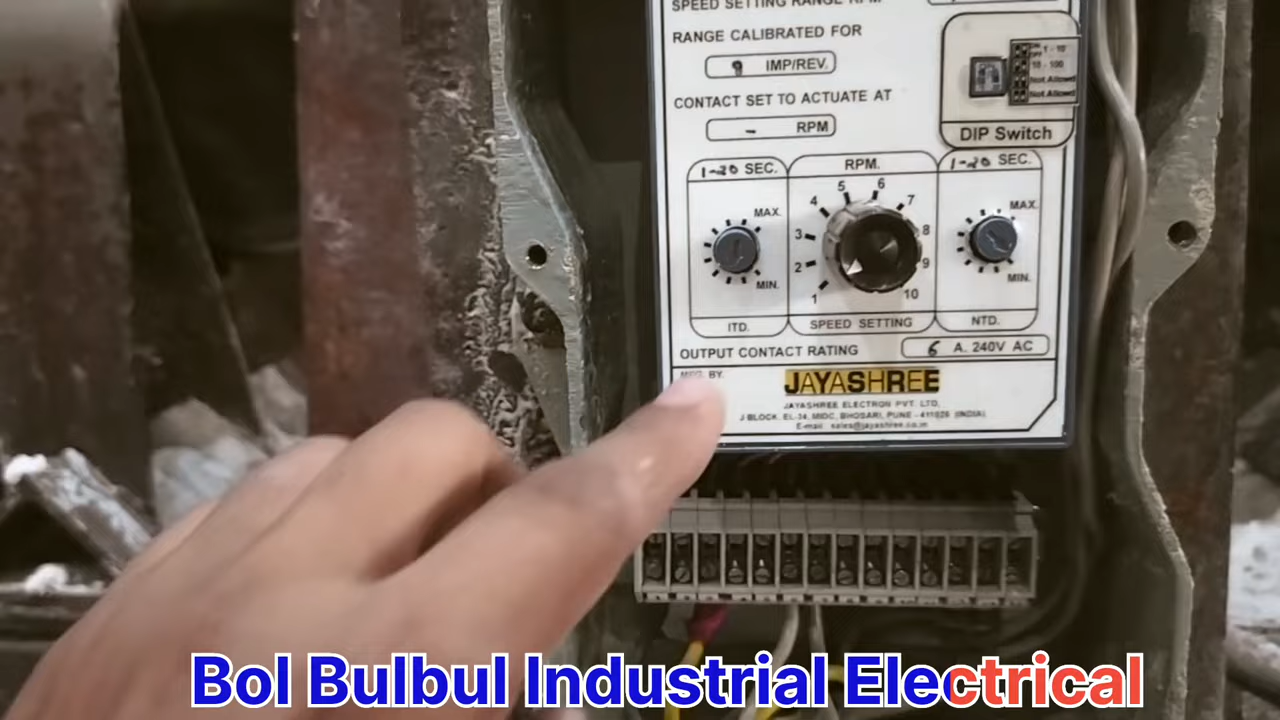 SPEED SETTING RANGE RPM
RANGE CALIBRATED FOR
9 IMP/REV.
CONTACT SET TO ACTUATE AT
- RPM
1 - 10
10 - 100
Not Allowd
Not Allowd
DIP Switch
1-20 SEC.
MAX.
MIN.
ITD.
RPM.
1 2 3 4 5 6 7 8 9 10
SPEED SETTING
1-20 SEC.
MAX.
MIN.
NTD.
OUTPUT CONTACT RATING 6 A. 240V AC
MFG. BY.
JAYASHREE
JAYASHREE ELECTRON PVT. LTD,
J-BLOCK, EL-34, MIDC, BHOSARI, PUNE - 411026 (INDIA)
E-mail sales@jayashree.co.in
Bol Bulbul Industrial Electrical